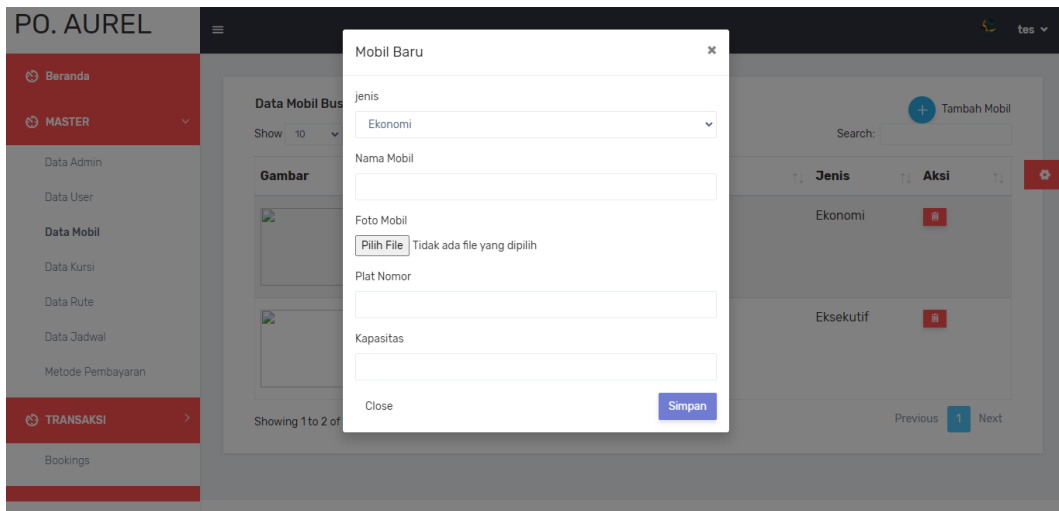 PO. AUREL
tes
Beranda
MASTER
Data Admin
Data User
Data Mobil
Data Kursi
Data Rute
Data Jadwal
Metode Pembayaran
TRANSAKSI
Bookings
Data Mobil Bus
Tambah Mobil
Show 10
Search:
Gambar
Jenis
Aksi
Ekonomi
Eksekutif
Showing 1 to 2 of
Previous 1 Next
Mobil Baru
jenis
Ekonomi
Nama Mobil
Foto Mobil
Pilih File Tidak ada file yang dipilih
Plat Nomor
Kapasitas
Close
Simpan